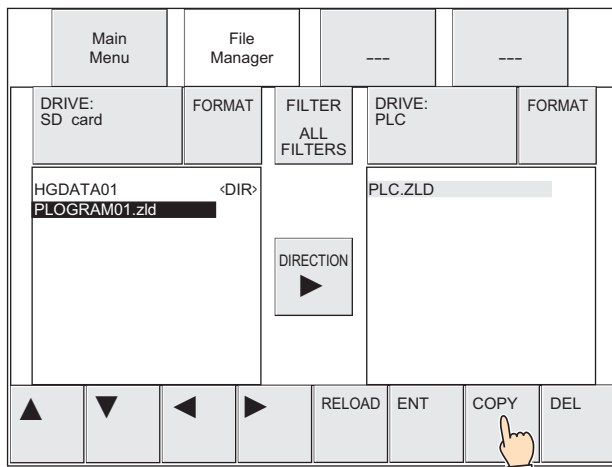 Main Menu
File Manager
---
---
DRIVE:
SD card
FORMAT
FILTER
ALL
FILTERS
DRIVE:
PLC
FORMAT
HGDATA01 <DIR>
PLOGRAM01.zld
PLC.ZLD
DIRECTION
RELOAD
ENT
COPY
DEL